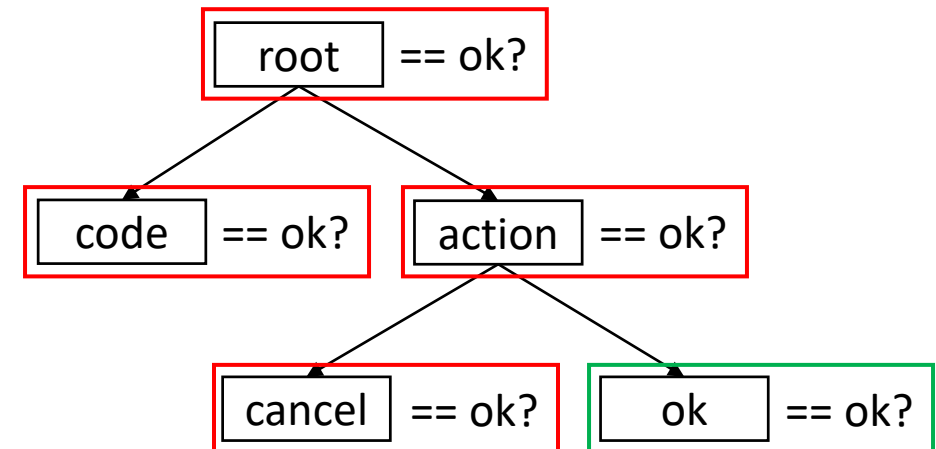 root == ok?
code == ok? action == ok?
cancel == ok? ok == ok?